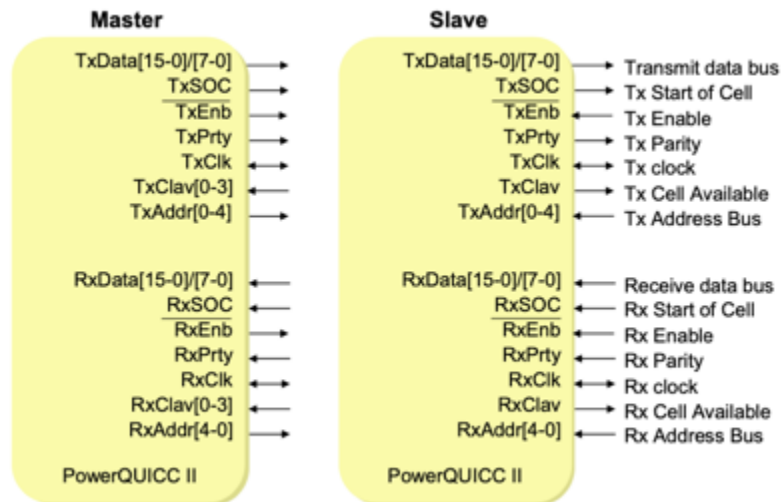 Master Slave
TxData[15-0]/[7-0] TxData[15-0]/[7-0] Transmit data bus
TxSOC TxSOC Tx Start of Cell
TxEnb TxEnb Tx Enable
TxPrty TxPrty Tx Parity
TxClk TxClk Tx clock
TxClav[0-3] TxClav Tx Cell Available
TxAddr[0-4] TxAddr[0-4] Tx Address Bus
RxData[15-0]/[7-0] RxData[15-0]/[7-0] Receive data bus
RxSOC RxSOC Rx Start of Cell
RxEnb RxEnb Rx Enable
RxPrty RxPrty Rx Parity
RxClk RxClk Rx clock
RxClav[0-3] RxClav Rx Cell Available
RxAddr[4-0] RxAddr[4-0] Rx Address Bus
PowerQUICC II PowerQUICC II